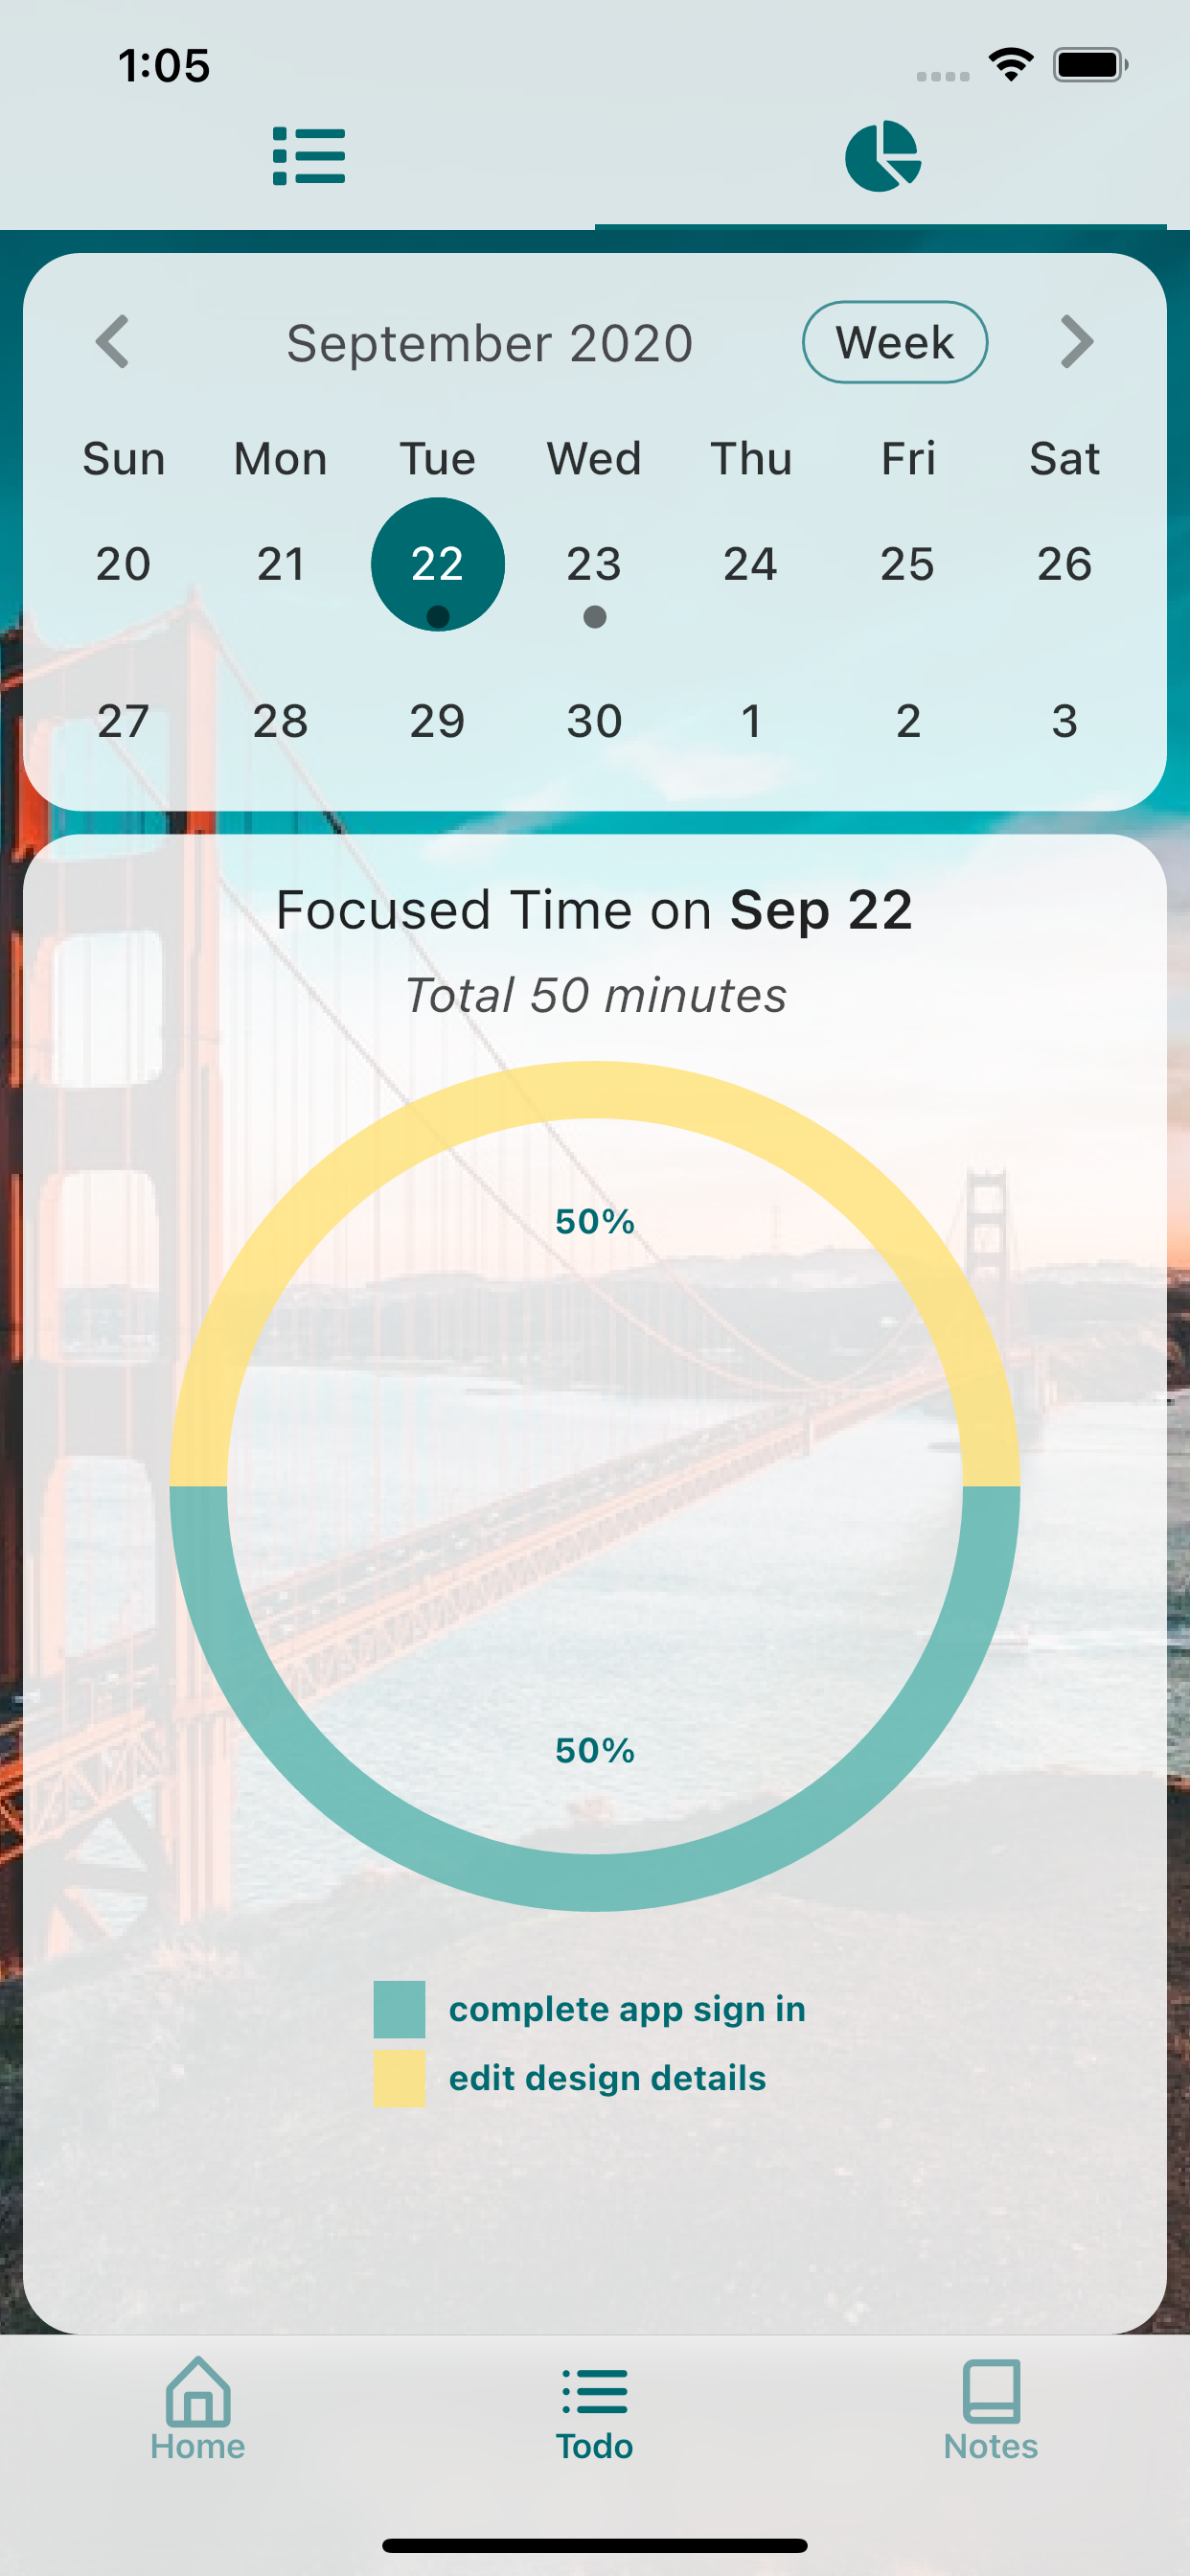 1:05
September 2020 Week
Sun Mon Tue Wed Thu Fri Sat
20 21 22 23 24 25 26
27 28 29 30 1 2 3
Focused Time on Sep 22
Total 50 minutes
50%
50%
complete app sign in
edit design details
Home Todo Notes